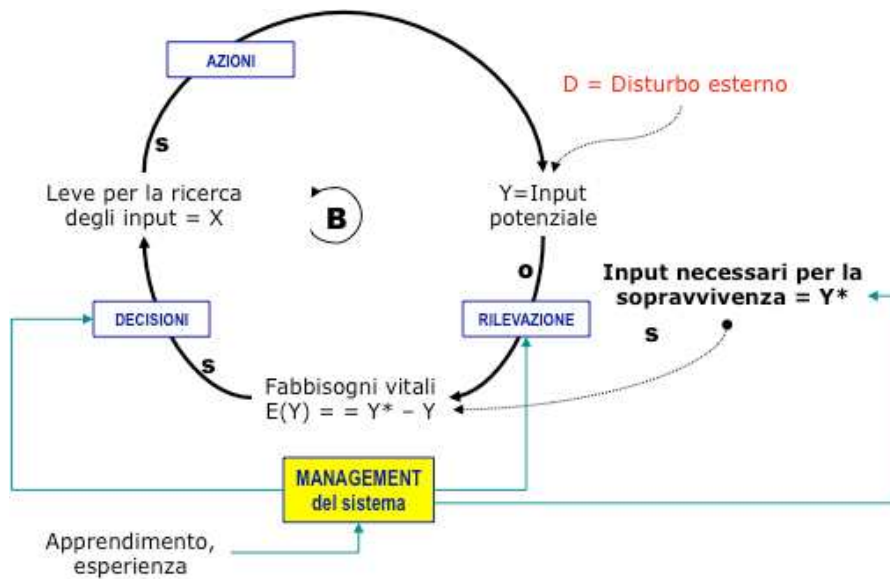 AZIONI
D = Disturbo esterno
s
Leve per la ricerca
degli input = X
B
Y=Input
potenziale
o
Input necessari per la
sopravvivenza = Y*
DECISIONI
RILEVAZIONE
s
s
Fabbisogni vitali
E(Y) = = Y* – Y
MANAGEMENT
del sistema
Apprendimento,
esperienza